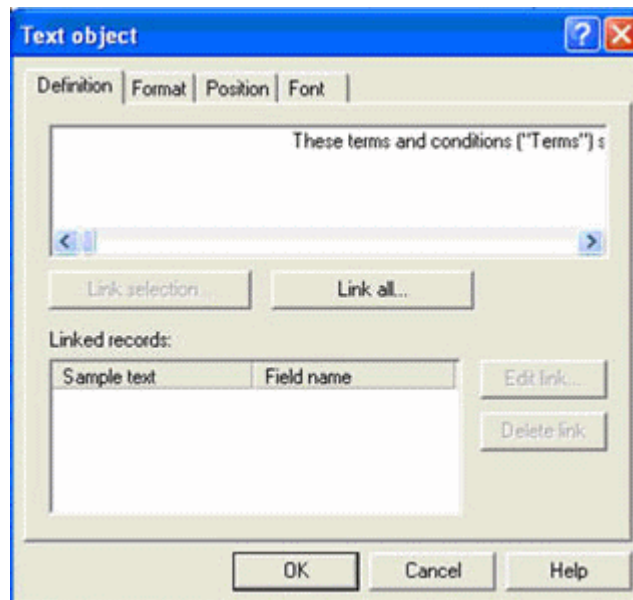 Text object
Definition Format Position Font
These terms and conditions ("Terms") s
Link selection... Link all...
Linked records:
Sample text Field name
Edit link...
Delete link
OK Cancel Help